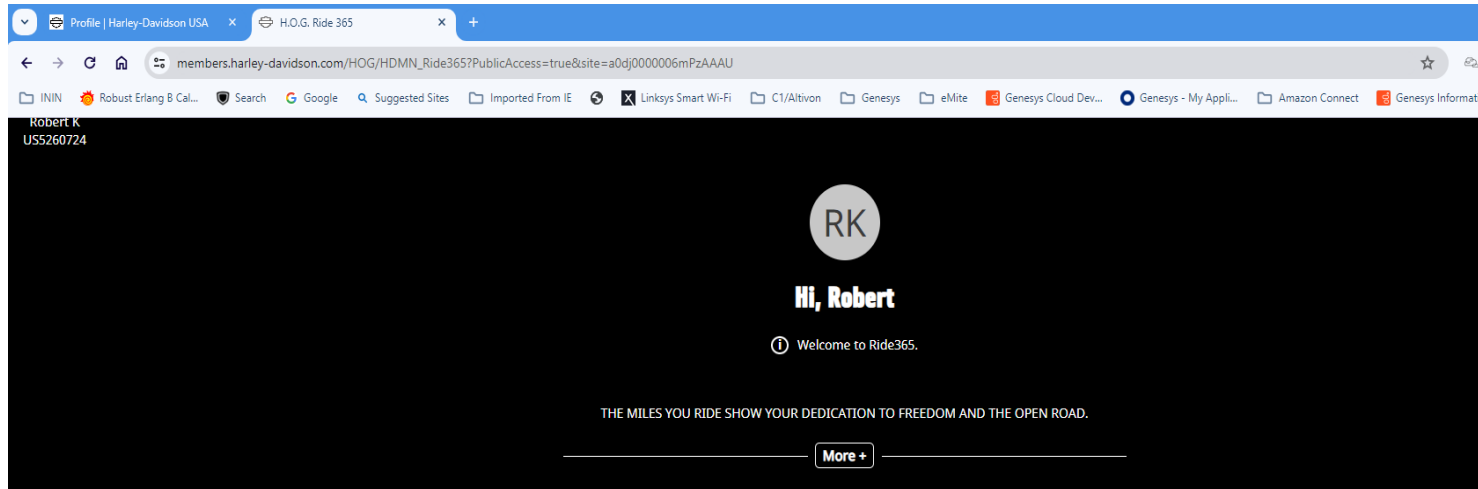 Profile | Harley-Davidson USA
H.O.G. Ride 365
members.harley-davidson.com/HOG/HDMN_Ride365?PublicAccess=true&site=a0dj0000006mPzAAAU
ININ Robust Erlang B Cal... Search Google Suggested Sites Imported From IE Linksys Smart Wi-Fi C1/Altivon Genesys eMite Genesys Cloud Dev... Genesys - My Appli... Amazon Connect Genesys Informat
Robert K
US5260724
RK
Hi, Robert
Welcome to Ride365.
THE MILES YOU RIDE SHOW YOUR DEDICATION TO FREEDOM AND THE OPEN ROAD.
More +